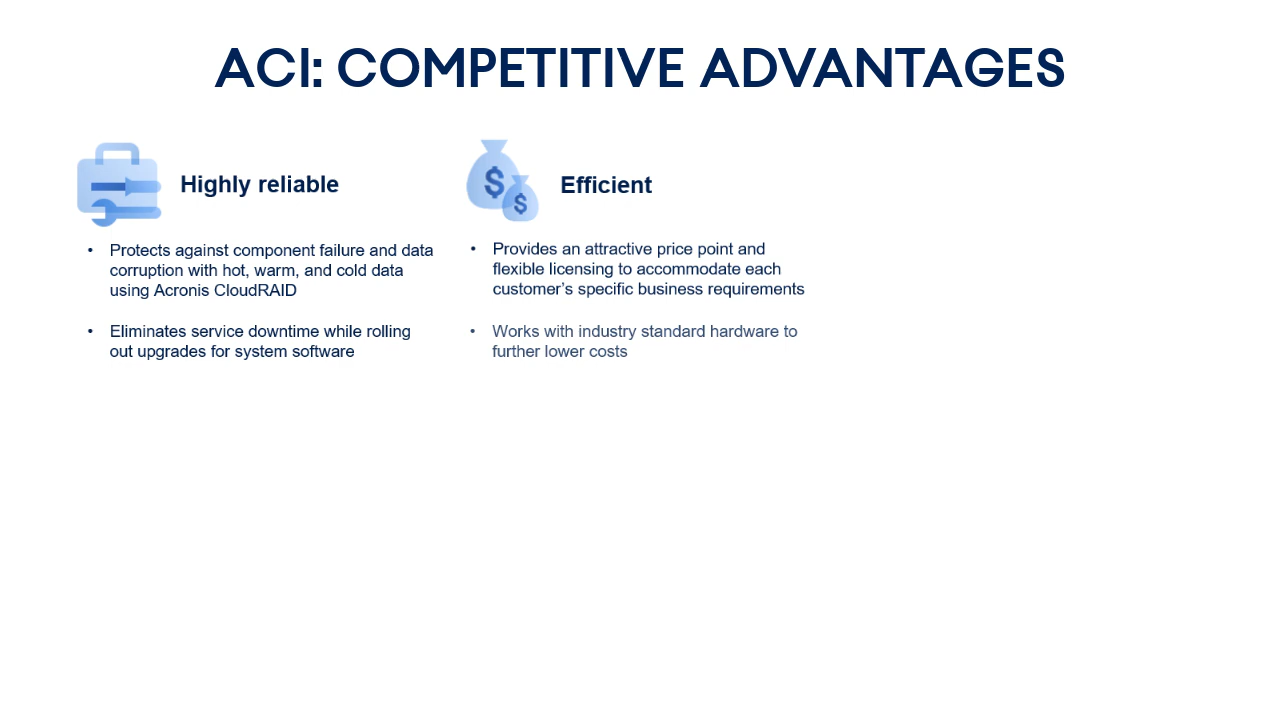 ACI: COMPETITIVE ADVANTAGES
Highly reliable
• Protects against component failure and data
corruption with hot, warm, and cold data
using Acronis CloudRAID
• Eliminates service downtime while rolling
out upgrades for system software
$
$
Efficient
• Provides an attractive price point and
flexible licensing to accommodate each
customer’s specific business requirements
• Works with industry standard hardware to
further lower costs